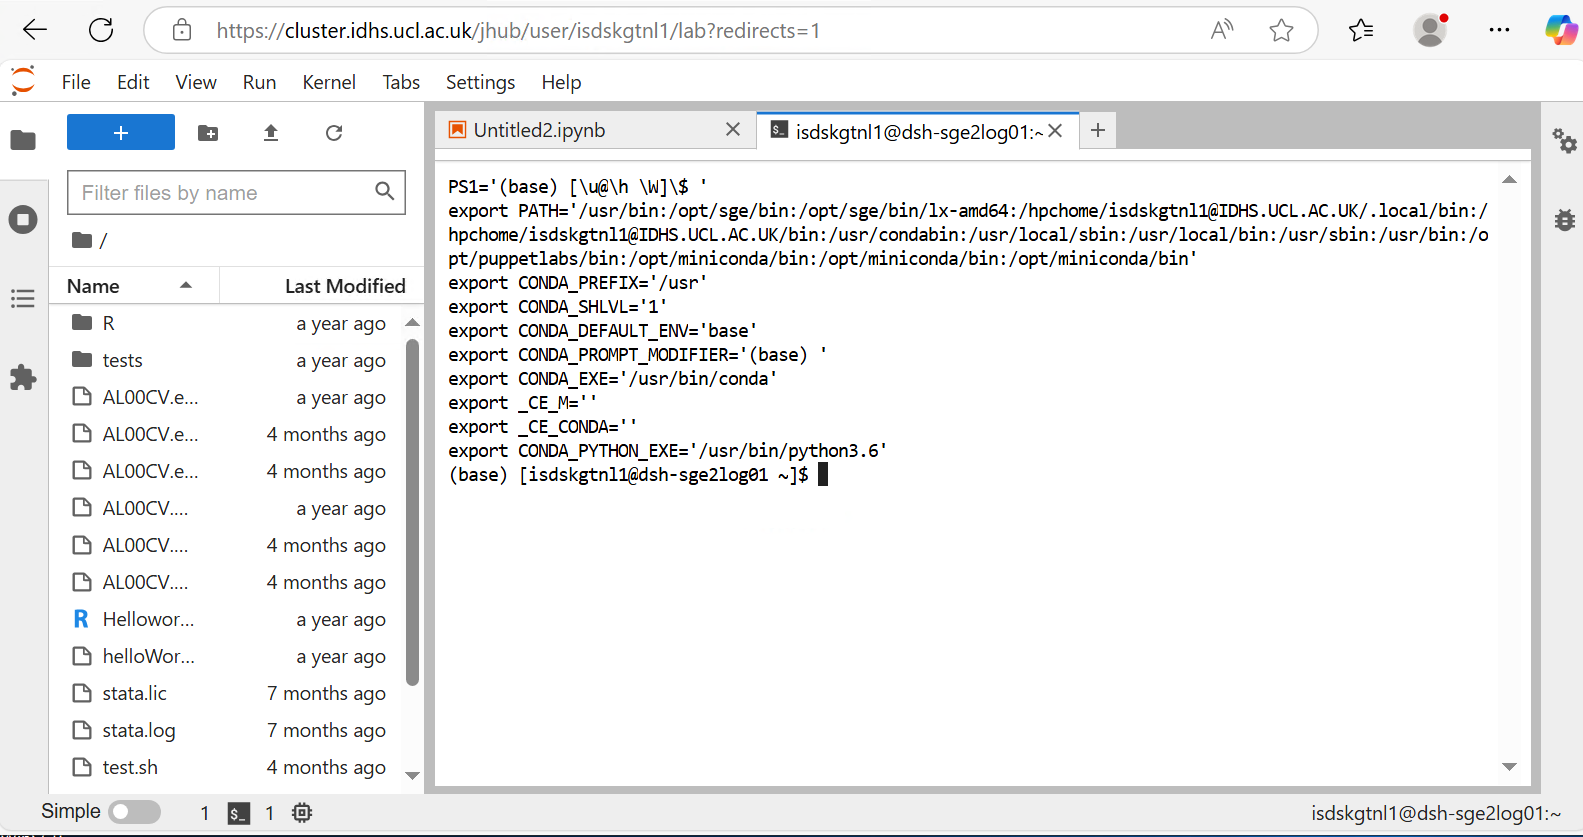 https://cluster.idhs.ucl.ac.uk/jhub/user/isdskgtnl1/lab?redirects=1
File Edit View Run Kernel Tabs Settings Help
+
Untitled2.ipynb
isdskgtnl1@dsh-sge2log01:~
Filter files by name
/
Name Last Modified
R a year ago
tests a year ago
AL00CV.e... a year ago
AL00CV.e... 4 months ago
AL00CV.e... 4 months ago
AL00CV.... a year ago
AL00CV.... 4 months ago
AL00CV.... 4 months ago
R Hellowor... a year ago
helloWor... a year ago
stata.lic 7 months ago
stata.log 7 months ago
test.sh 4 months ago
PS1='(base) [\u@\h \W]\$ '
export PATH='/usr/bin:/opt/sge/bin:/opt/sge/bin/lx-amd64:/hpchome/isdskgtnl1@IDHS.UCL.AC.UK/.local/bin:/
hpchome/isdskgtnl1@IDHS.UCL.AC.UK/bin:/usr/condabin:/usr/local/sbin:/usr/local/bin:/usr/sbin:/usr/bin:/o
pt/puppetlabs/bin:/opt/miniconda/bin:/opt/miniconda/bin:/opt/miniconda/bin'
export CONDA_PREFIX='/usr'
export CONDA_SHLVL='1'
export CONDA_DEFAULT_ENV='base'
export CONDA_PROMPT_MODIFIER='(base) '
export CONDA_EXE='/usr/bin/conda'
export _CE_M=''
export _CE_CONDA=''
export CONDA_PYTHON_EXE='/usr/bin/python3.6'
(base) [isdskgtnl1@dsh-sge2log01 ~]$
Simple 1 $_ 1
isdskgtnl1@dsh-sge2log01:~